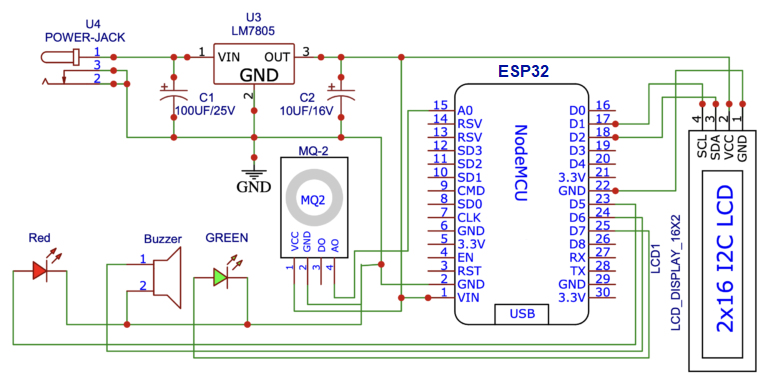 U4
POWER-JACK
1
3
2
U3
LM7805
1 VIN OUT 3
GND
2
+
C1
100UF/25V
+
C2
10UF/16V
GND
MQ-2
MQ2
VCC GND DO AO
1 2 3 4
Red
Buzzer
1
2
GREEN
ESP32
NodeMCU
15 A0
14 RSV
13 RSV
12 SD3
11 SD2
10 SD1
9 CMD
8 SD0
7 CLK
6 GND
5 3.3V
4 EN
3 RST
2 GND
1 VIN
D0 16
D1 17
D2 18
D3 19
D4 20
3.3V 21
GND 22
D5 23
D6 24
D7 25
D8 26
RX 27
TX 28
GND 29
3.3V 30
USB
4 3 2 1
SCL SDA VCC GND
LCD1
LCD_DISPLAY_16X2
2x16 I2C LCD